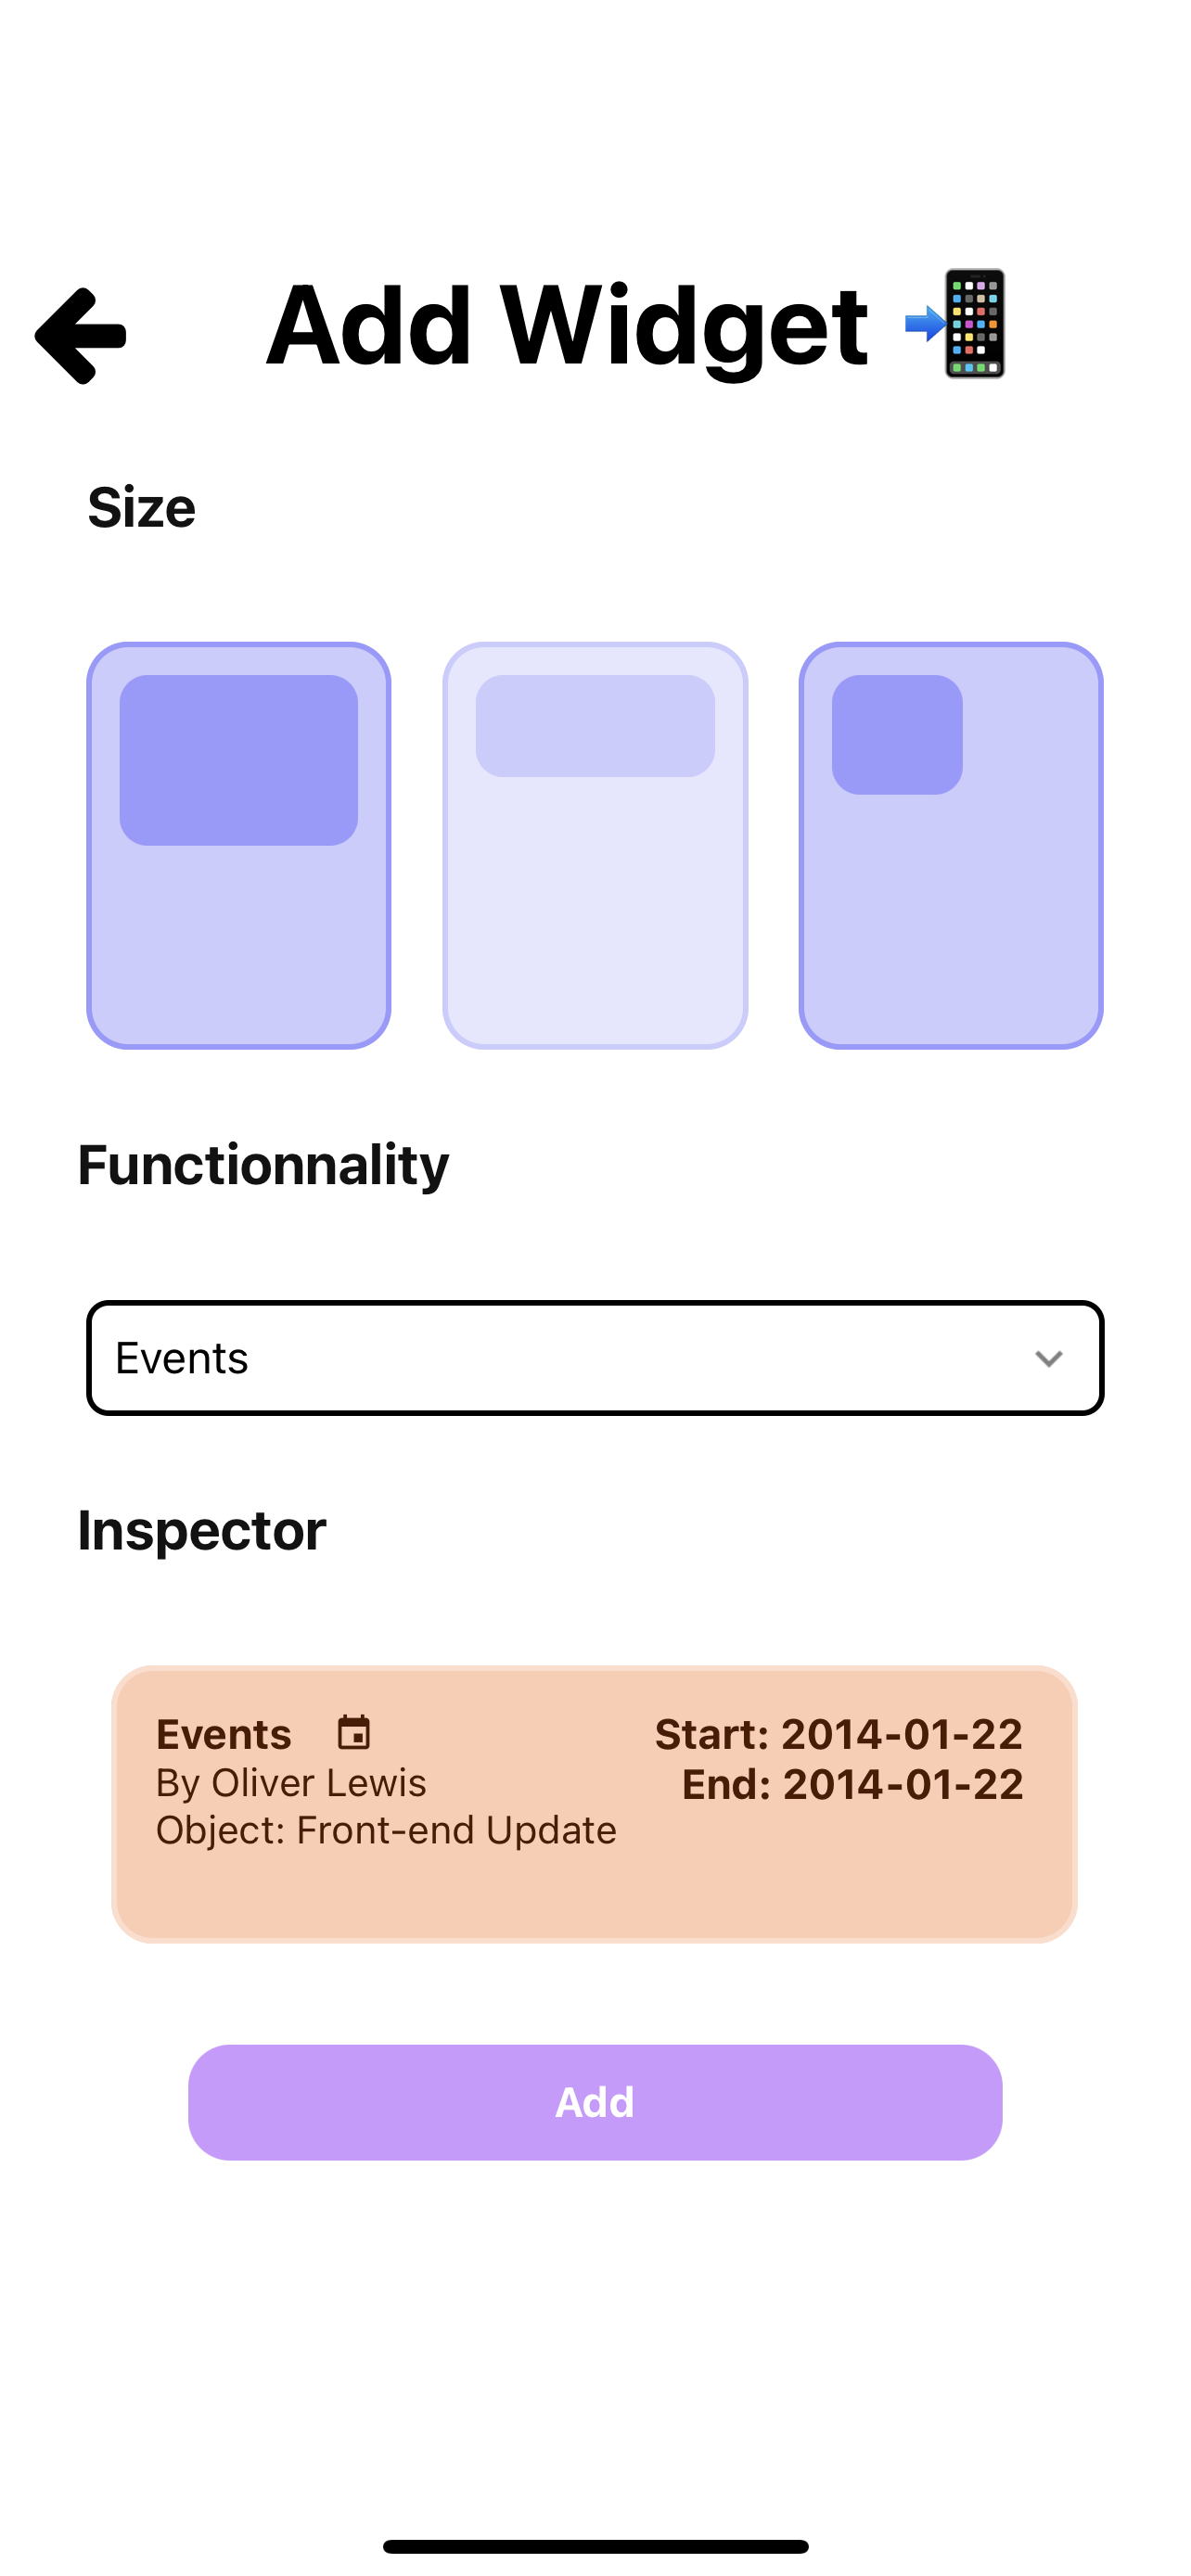 Add Widget 📲
Size
Functionnality
Events
Inspector
Events
Start: 2014-01-22
By Oliver Lewis
End: 2014-01-22
Object: Front-end Update
Add